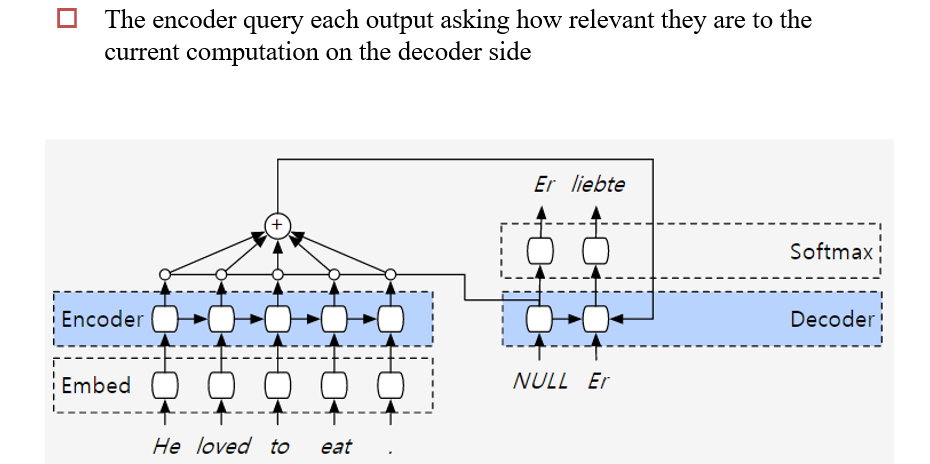 The encoder query each output asking how relevant they are to the
current computation on the decoder side
Er liebte
+
Softmax
Encoder
Decoder
Embed
NULL Er
He loved to eat .